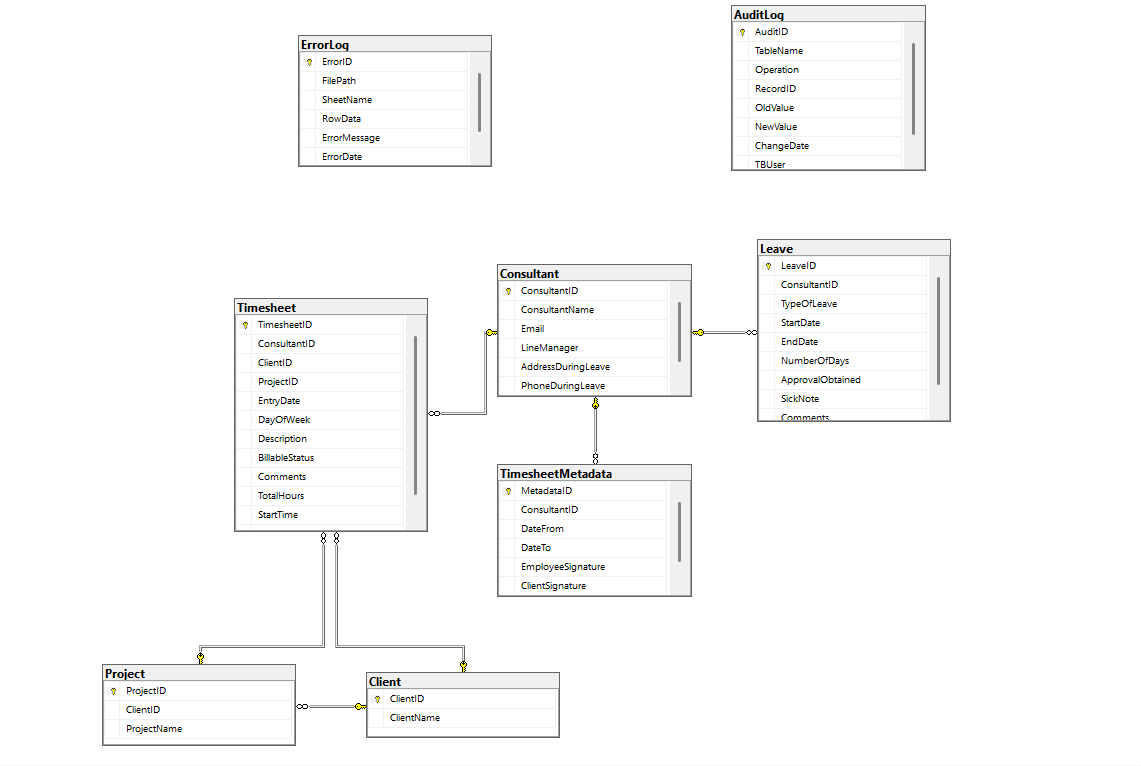 AuditLog
AuditID
TableName
Operation
RecordID
OldValue
NewValue
ChangeDate
TBUser
ErrorLog
ErrorID
FilePath
SheetName
RowData
ErrorMessage
ErrorDate
Leave
LeaveID
ConsultantID
TypeOfLeave
StartDate
EndDate
NumberOfDays
ApprovalObtained
SickNote
Comments
Consultant
ConsultantID
ConsultantName
Email
LineManager
AddressDuringLeave
PhoneDuringLeave
Timesheet
TimesheetID
ConsultantID
ClientID
ProjectID
EntryDate
DayOfWeek
Description
BillableStatus
Comments
TotalHours
StartTime
TimesheetMetadata
MetadataID
ConsultantID
DateFrom
DateTo
EmployeeSignature
ClientSignature
Project
ProjectID
ClientID
ProjectName
Client
ClientID
ClientName